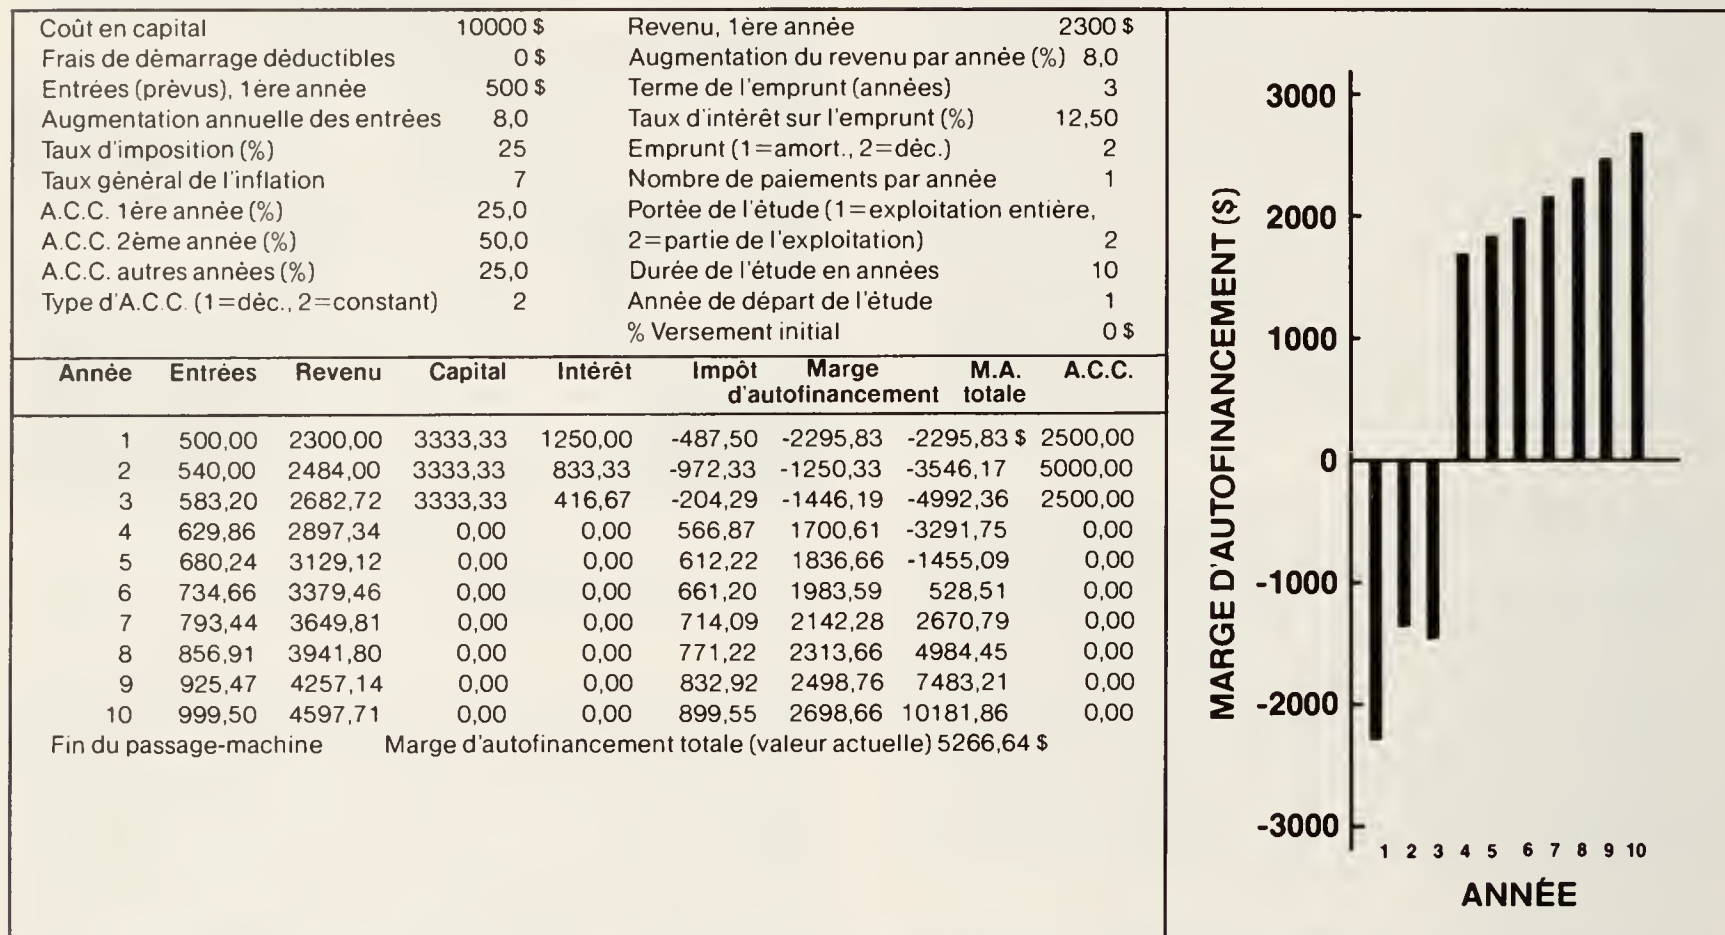 Coût en capital 10000 $
Frais de démarrage déductibles 0 $
Entrées (prévus), 1ère année 500 $
Augmentation annuelle des entrées 8,0
Taux d'imposition (%) 25
Taux général de l'inflation 7
A.C.C. 1ère année (%) 25,0
A.C.C. 2ème année (%) 50,0
A.C.C. autres années (%) 25,0
Type d'A.C.C. (1=déc., 2=constant) 2
Revenu, 1ère année 2300 $
Augmentation du revenu par année (%) 8,0
Terme de l'emprunt (années) 3
Taux d'intérêt sur l'emprunt (%) 12,50
Emprunt (1=amort., 2=déc.) 2
Nombre de paiements par année 1
Portée de l'étude (1=exploitation entière,
2=partie de l'exploitation) 2
Durée de l'étude en années 10
Année de départ de l'étude 1
% Versement initial 0 $
Année Entrées Revenu Capital Intérêt Impôt Marge M.A. A.C.C.
d'autofinancement totale
1 500,00 2300,00 3333,33 1250,00 -487,50 -2295,83 -2295,83 $ 2500,00
2 540,00 2484,00 3333,33 833,33 -972,33 -1250,33 -3546,17 5000,00
3 583,20 2682,72 3333,33 416,67 -204,29 -1446,19 -4992,36 2500,00
4 629,86 2897,34 0,00 0,00 566,87 1700,61 -3291,75 0,00
5 680,24 3129,12 0,00 0,00 612,22 1836,66 -1455,09 0,00
6 734,66 3379,46 0,00 0,00 661,20 1983,59 528,51 0,00
7 793,44 3649,81 0,00 0,00 714,09 2142,28 2670,79 0,00
8 856,91 3941,80 0,00 0,00 771,22 2313,66 4984,45 0,00
9 925,47 4257,14 0,00 0,00 832,92 2498,76 7483,21 0,00
10 999,50 4597,71 0,00 0,00 899,55 2698,66 10181,86 0,00
Fin du passage-machine Marge d'autofinancement totale (valeur actuelle) 5266,64 $
MARGE D'AUTOFINANCEMENT ($)
3000
2000
1000
0
-1000
-2000
-3000
1 2 3 4 5 6 7 8 9 10
ANNÉE